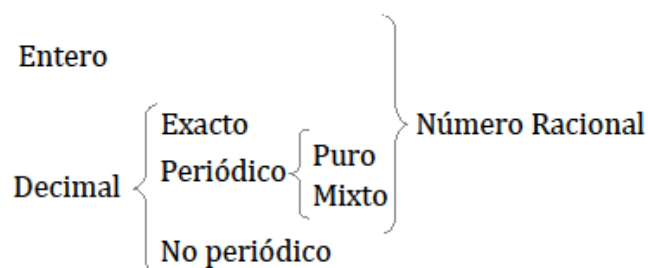 Entero
Exacto
Número Racional
Puro
Periódico
Decimal
Mixto
No periódico